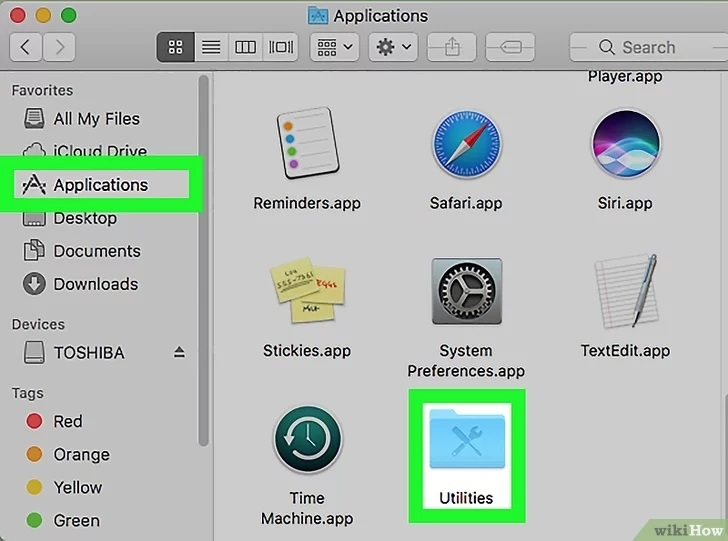 Applications
Search
Favorites
All My Files
iCloud Drive
Applications
Desktop
Documents
Downloads
Devices
TOSHIBA
Tags
Red
Orange
Yellow
Green
Player.app
Reminders.app
Safari.app
Siri.app
EGGS
MILK
Stickies.app
System
Preferences.app
TextEdit.app
Time
Machine.app
Utilities
wikiHow